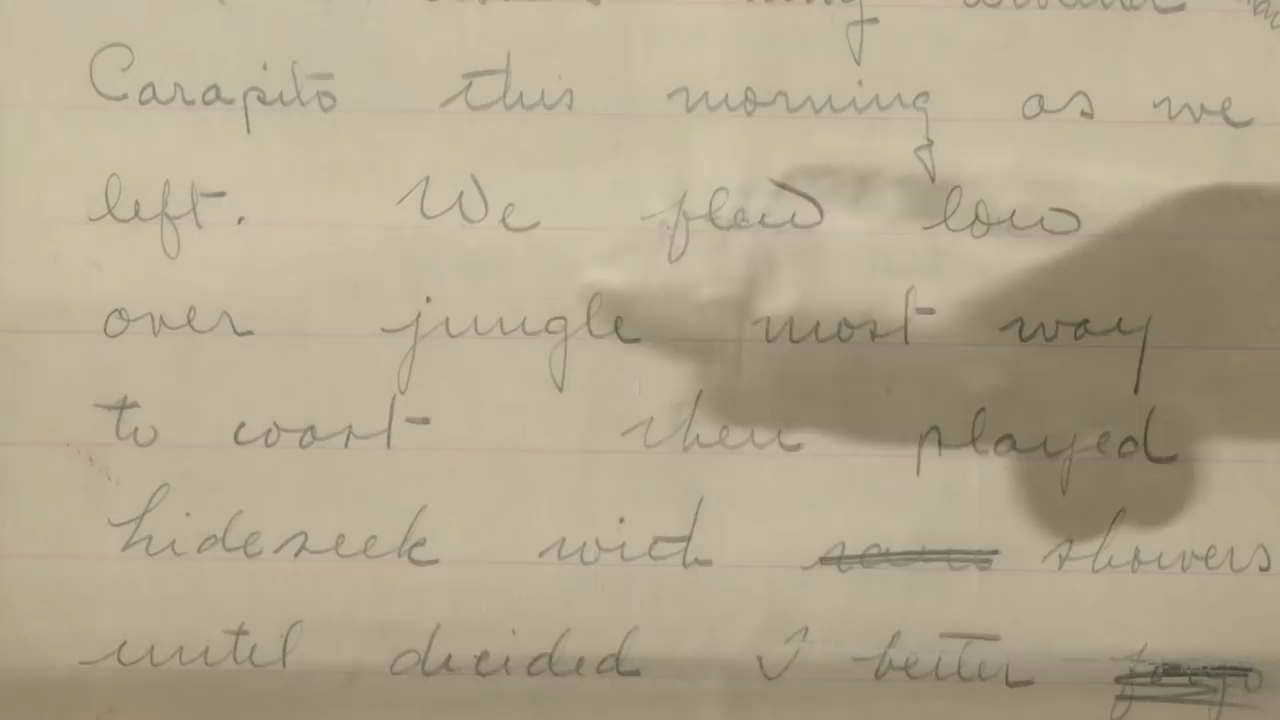 Carapito this morning as we
left. We flew low
over jungle most way
to coast then played
hideseek with showers
until decided I better